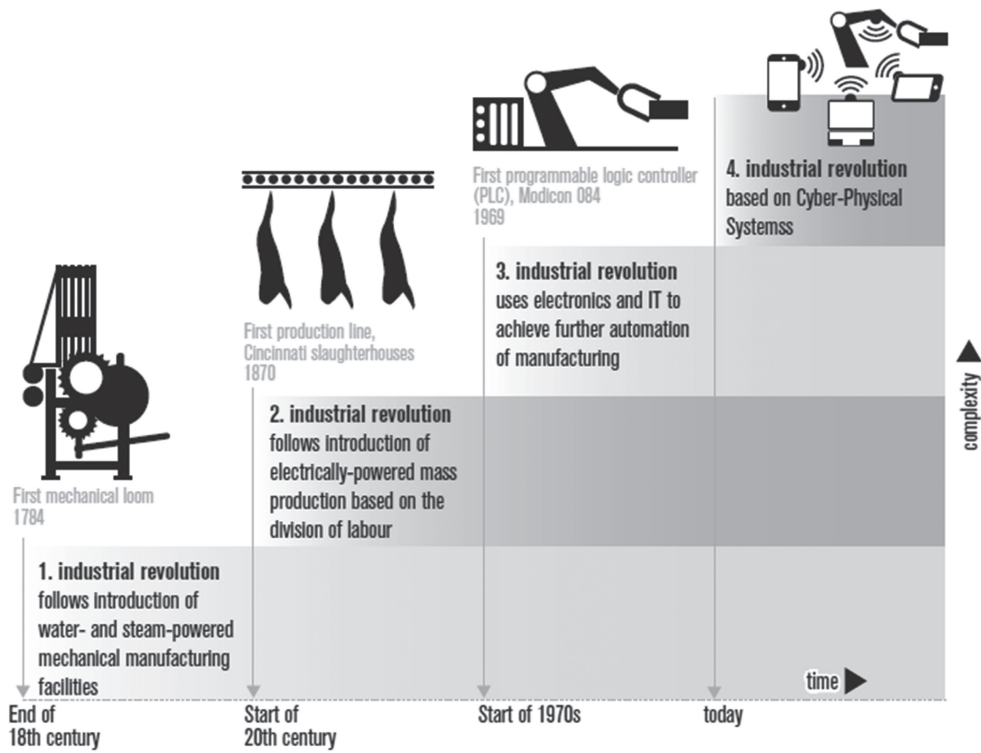 First mechanical loom
1784
1. industrial revolution
follows introduction of
water- and steam-powered
mechanical manufacturing
facilities
End of
18th century
First production line,
Cincinnati slaughterhouses
1870
2. industrial revolution
follows introduction of
electrically-powered mass
production based on the
division of labour
Start of
20th century
First programmable logic controller
(PLC), Modicon 084
1969
3. industrial revolution
uses electronics and IT to
achieve further automation
of manufacturing
Start of 1970s
4. industrial revolution
based on Cyber-Physical
Systemss
today
time
complexity